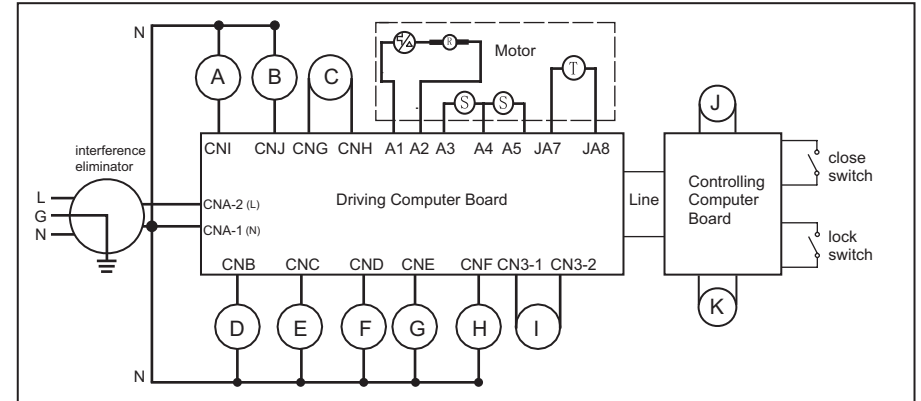 N
A B C
R
Motor
T
S S
J
CNI CNJ CNG CNH A1 A2 A3 A4 A5 JA7 JA8
interference
eliminator
L
G
N
CNA-2 (L)
CNA-1 (N)
Driving Computer Board
Line
Controlling
Computer
Board
close
switch
lock
switch
CNB CNC CND CNE CNF CN3-1 CN3-2
D E F G H I
K
N